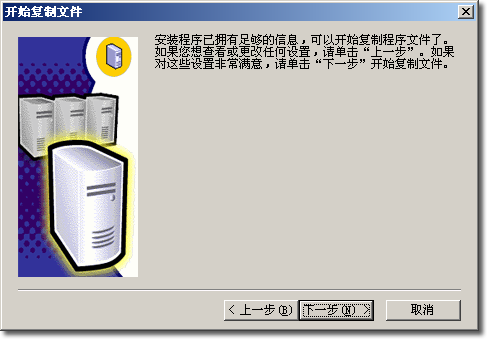 开始复制文件
安装程序已拥有足够的信息，可以开始复制程序文件了。
如果您想查看或更改任何设置，请单击“上一步”。如果
对这些设置非常满意，请单击“下一步”开始复制文件。
< 上一步(B) 下一步(N) > 取消